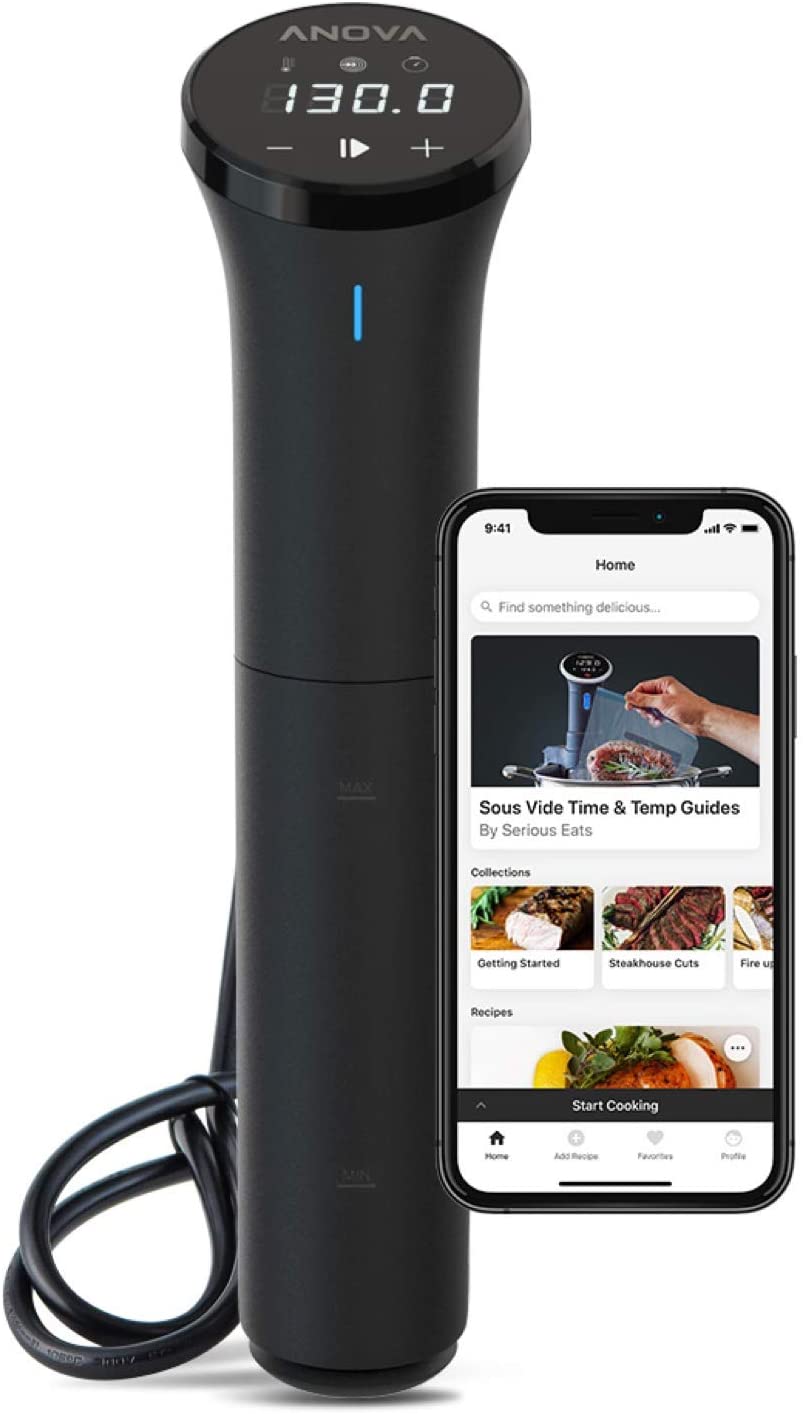 ANOVA
130.0
MAX
MIN
9:41
Home
Find something delicious...
Sous Vide Time & Temp Guides
By Serious Eats
Collections
Getting Started
Steakhouse Cuts
Fire up
Recipes
Start Cooking
Home
Add Recipe
Favorites
Profile